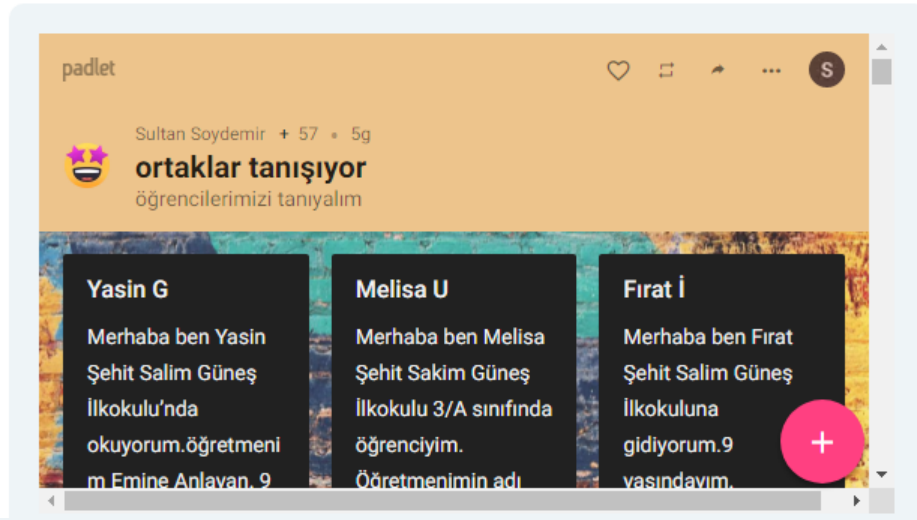 padlet
S
Sultan Soydemir + 57 • 5g
ortaklar tanışıyor
öğrencilerimizi tanıyalım
Yasin G
Merhaba ben Yasin
Şehit Salim Güneş
İlkokulu'nda
okuyorum.öğretmeni
m Emine Anlayan. 9
Melisa U
Merhaba ben Melisa
Şehit Sakim Güneş
İlkokulu 3/A sınıfında
öğrenciyim.
Öğretmenimin adı
Fırat İ
Merhaba ben Fırat
Şehit Salim Güneş
İlkokuluna
gidiyorum.9
yaşındayım.